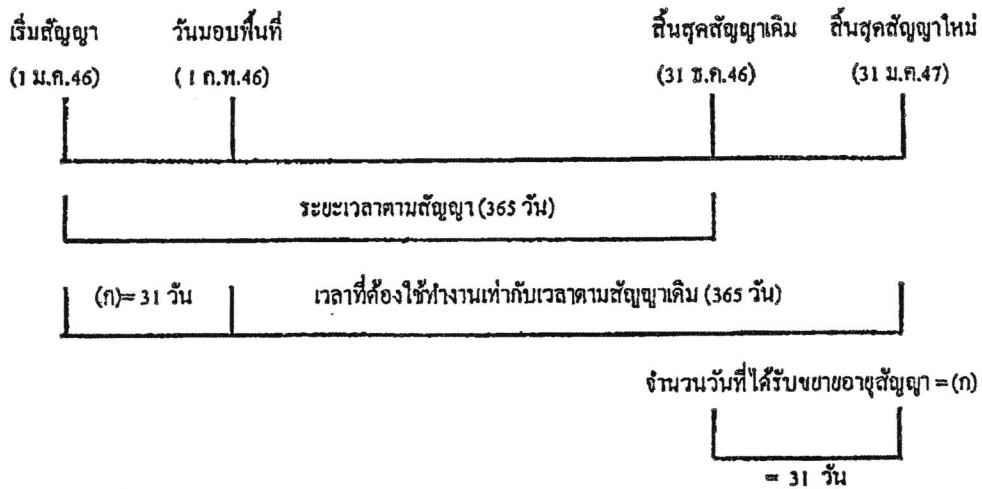 เริ่มสัญญา วันมอบพื้นที่ สิ้นสุดสัญญาเดิม สิ้นสุดสัญญาใหม่
(1 ม.ค.46) (1 ก.พ.46) (31 ธ.ค.46) (31 ม.ค.47)
ระยะเวลาตามสัญญา (365 วัน)
(ก)= 31 วัน เวลาที่ต้องใช้ทำงานเท่ากับเวลาตามสัญญาเดิม (365 วัน)
จำนวนวันที่ได้รับขยายอายุสัญญา = (ก)
= 31 วัน